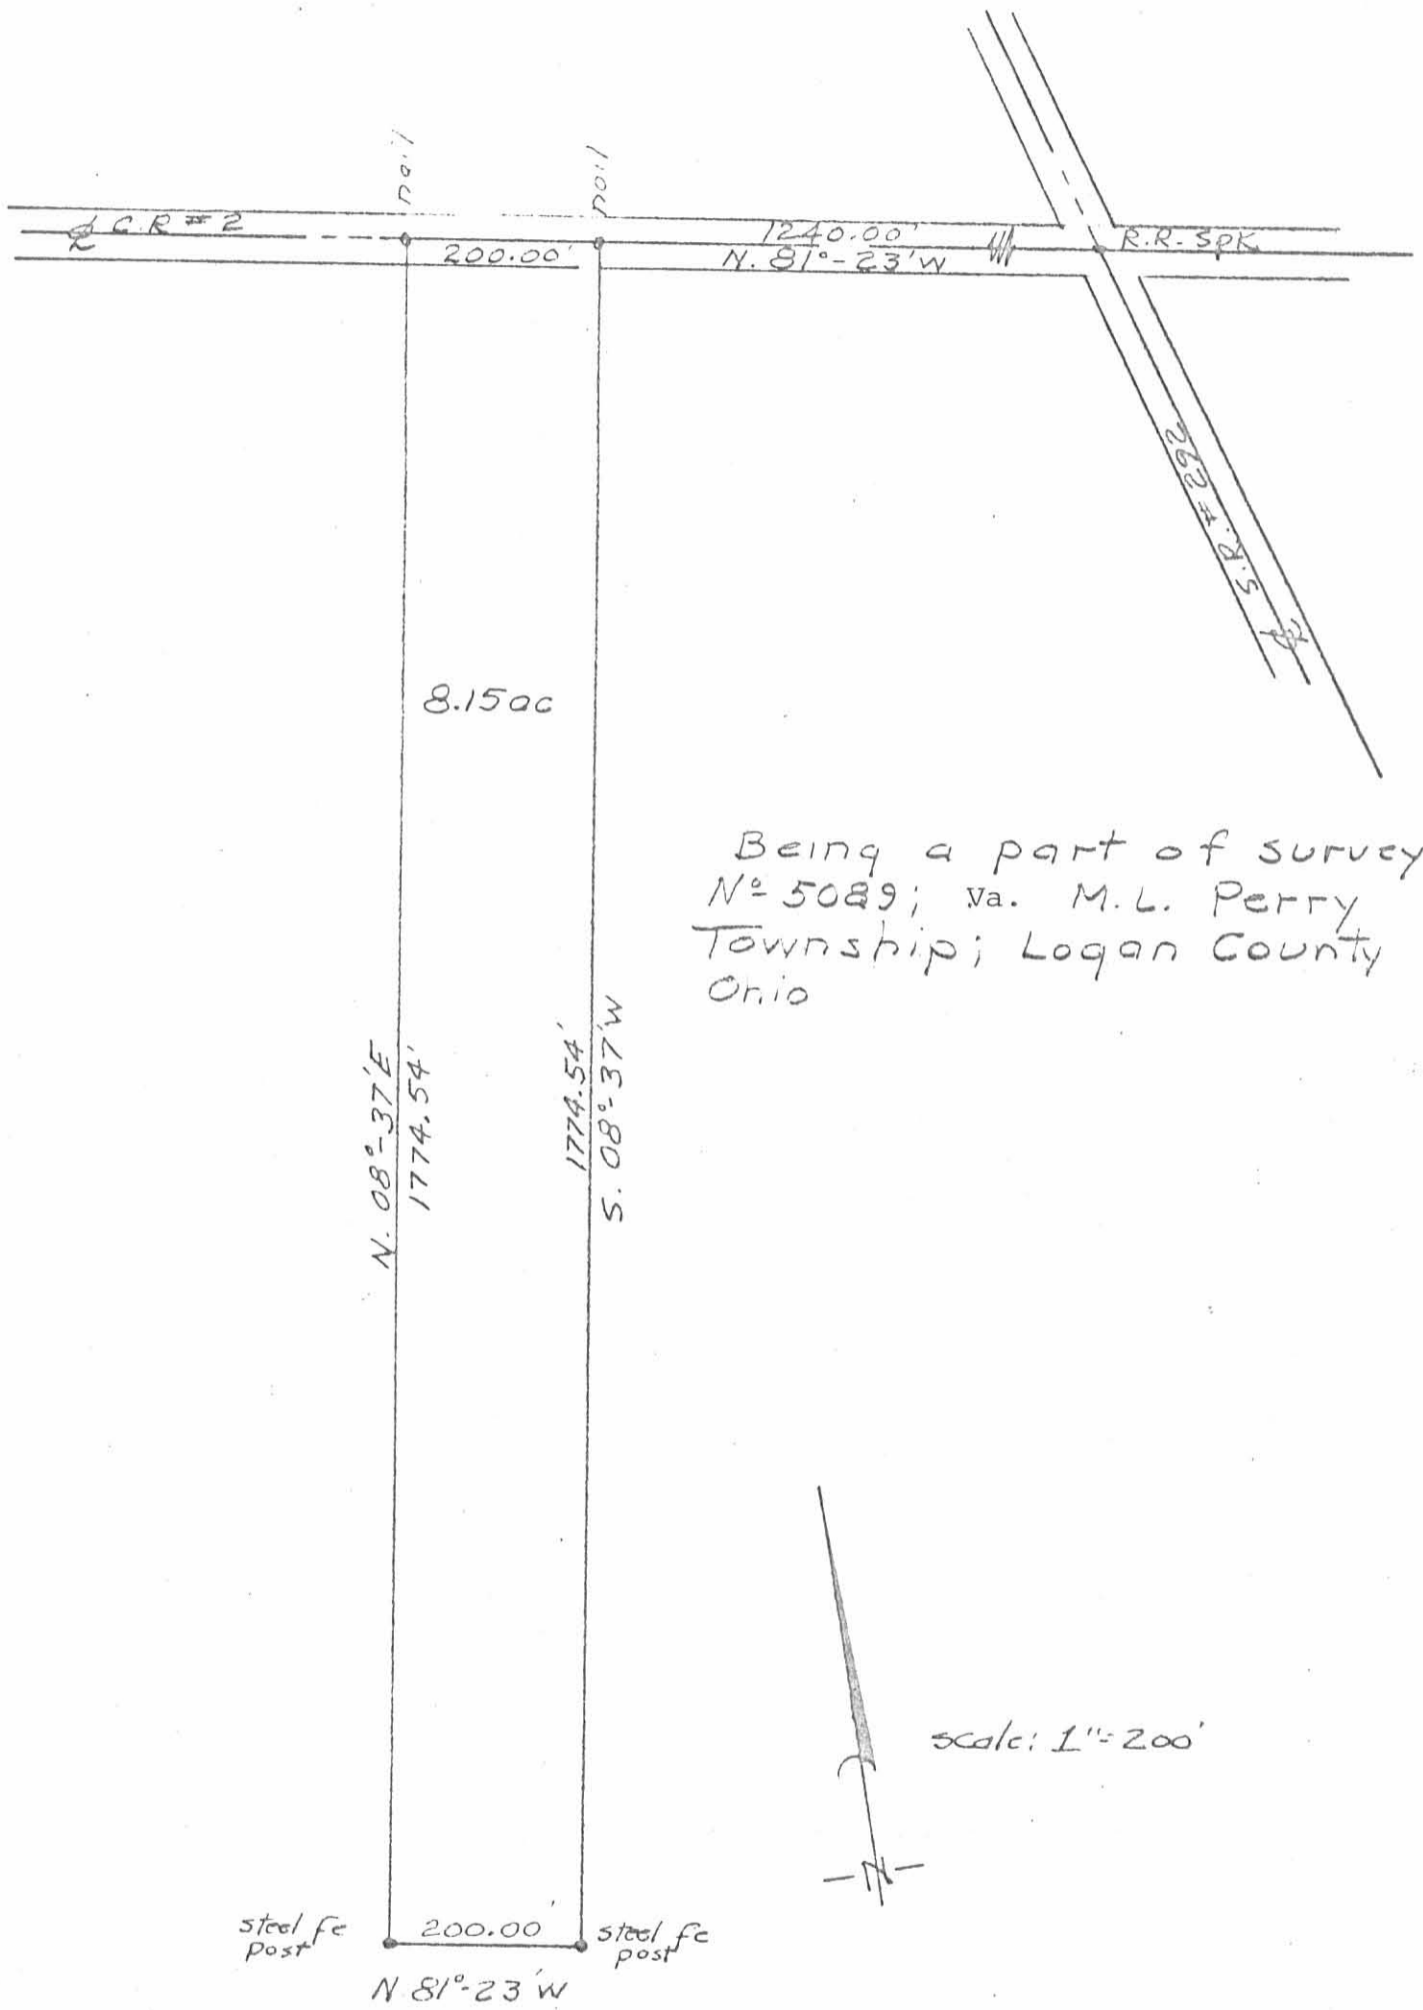 nail
nail
℄ C.R # 2
200.00'
1240.00'
N. 81°-23'W
R.R. SPK
S.R. # 292
℄
8.15ac
Being a part of survey
Nº 5089; Va. M.L. Perry
Township; Logan County
Ohio
N. 08°-37'E
1774.54'
1774.54'
S. 08°-37'W
scale: 1"=200'
-N-
steel fc
post
200.00'
steel fc
post
N 81°-23'W